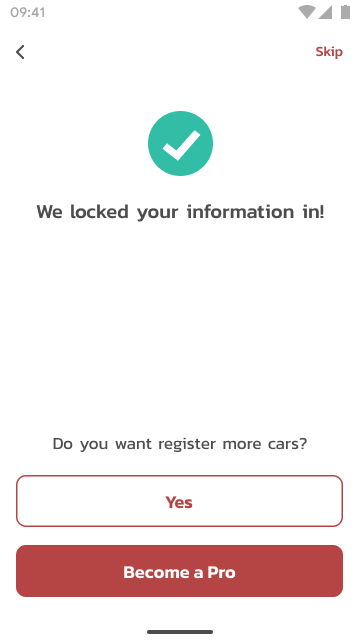 09:41
Skip
We locked your information in!
Do you want register more cars?
Yes
Become a Pro